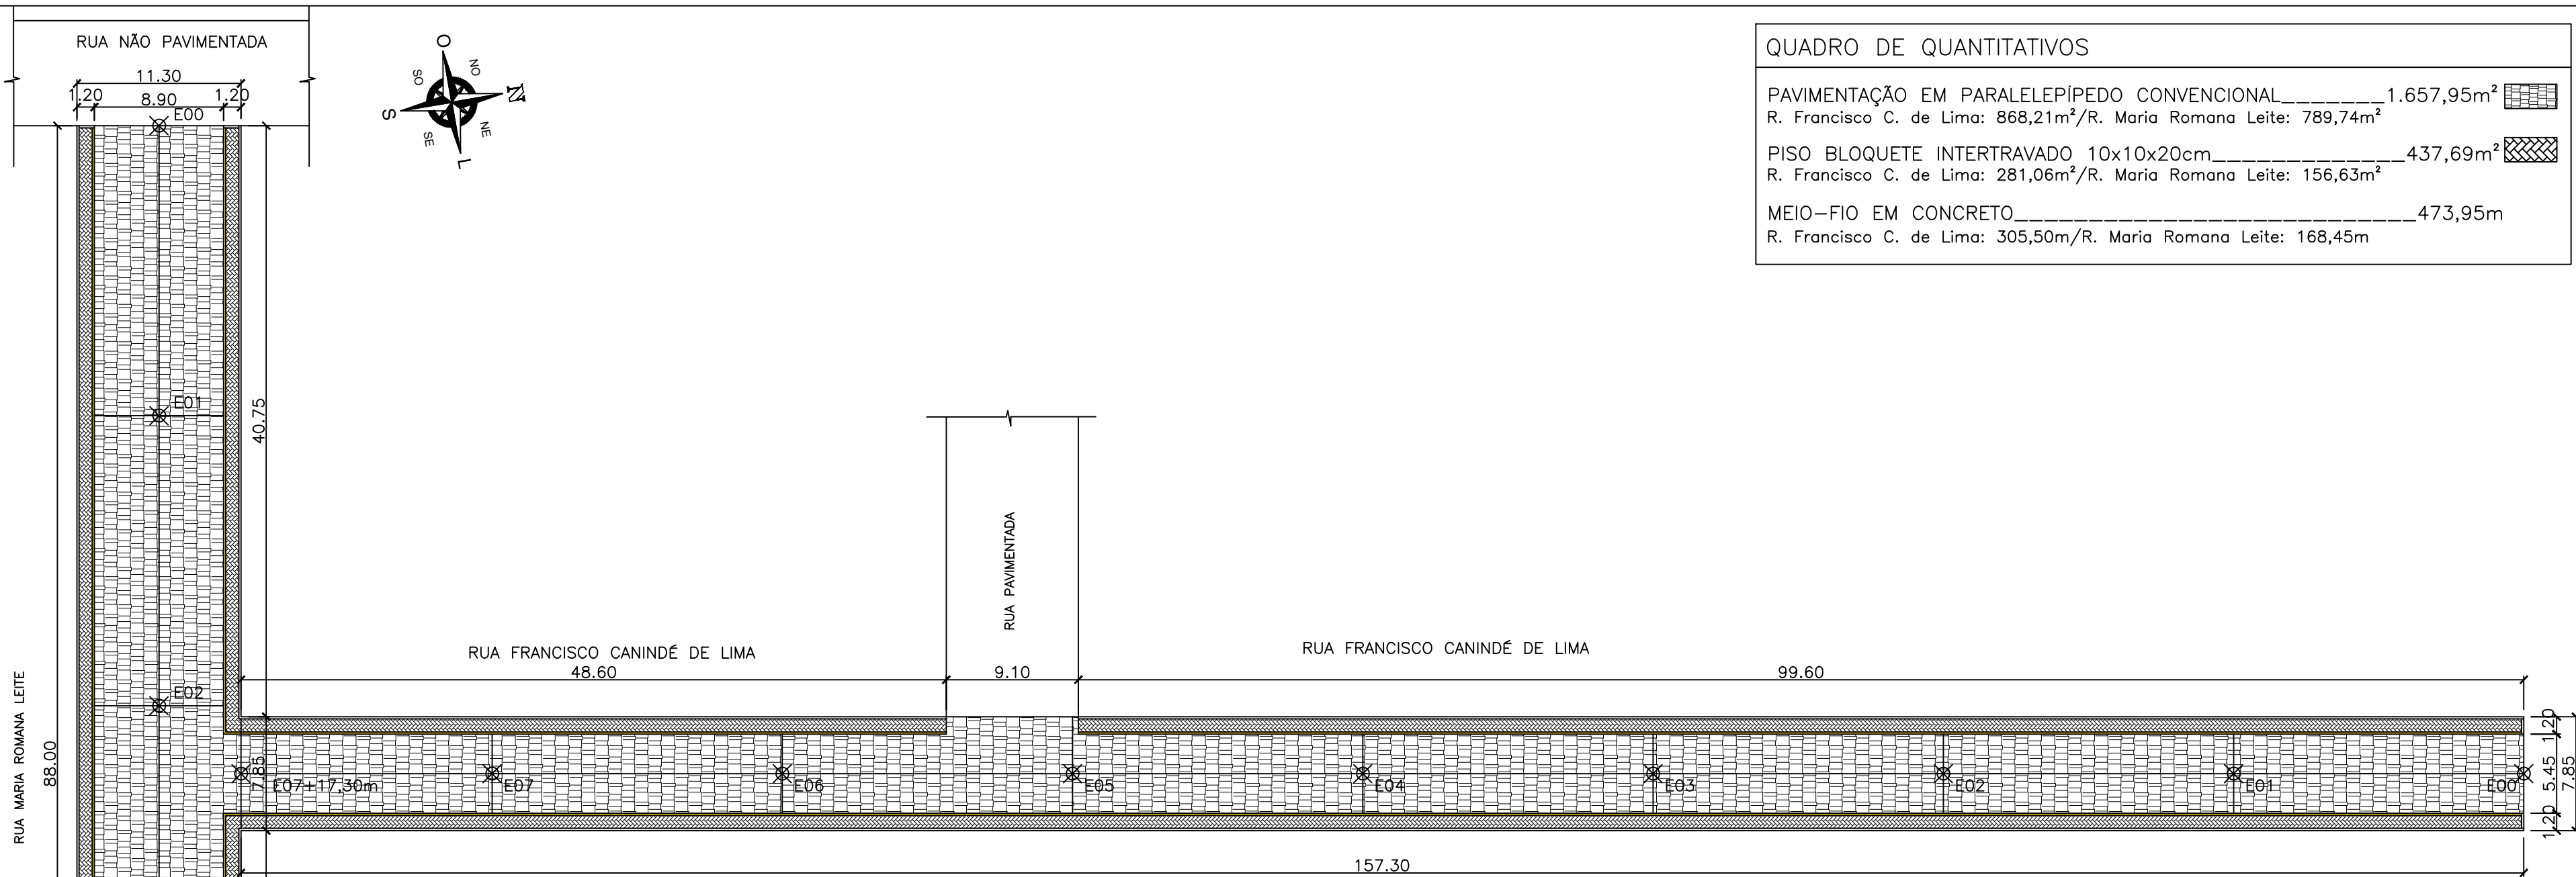 RUA NÃO PAVIMENTADA
11.30
1.20 8.90 1.20
E00
O
NO
N
NE
L
SE
S
SO
QUADRO DE QUANTITATIVOS
PAVIMENTAÇÃO EM PARALELEPÍPEDO CONVENCIONAL_______1.657,95m²
R. Francisco C. de Lima: 868,21m²/R. Maria Romana Leite: 789,74m²
PISO BLOQUETE INTERTRAVADO 10x10x20cm_____________437,69m²
R. Francisco C. de Lima: 281,06m²/R. Maria Romana Leite: 156,63m²
MEIO-FIO EM CONCRETO___________________________473,95m
R. Francisco C. de Lima: 305,50m/R. Maria Romana Leite: 168,45m
E01
40.75
RUA PAVIMENTADA
RUA FRANCISCO CANINDÉ DE LIMA
48.60
9.10
RUA FRANCISCO CANINDÉ DE LIMA
99.60
E02
RUA MARIA ROMANA LEITE
88.00
7.85
E07+17,30m
E07
E06
E05
E04
E03
E02
E01
E00
1.20
5.45
1.20
7.85
157.30